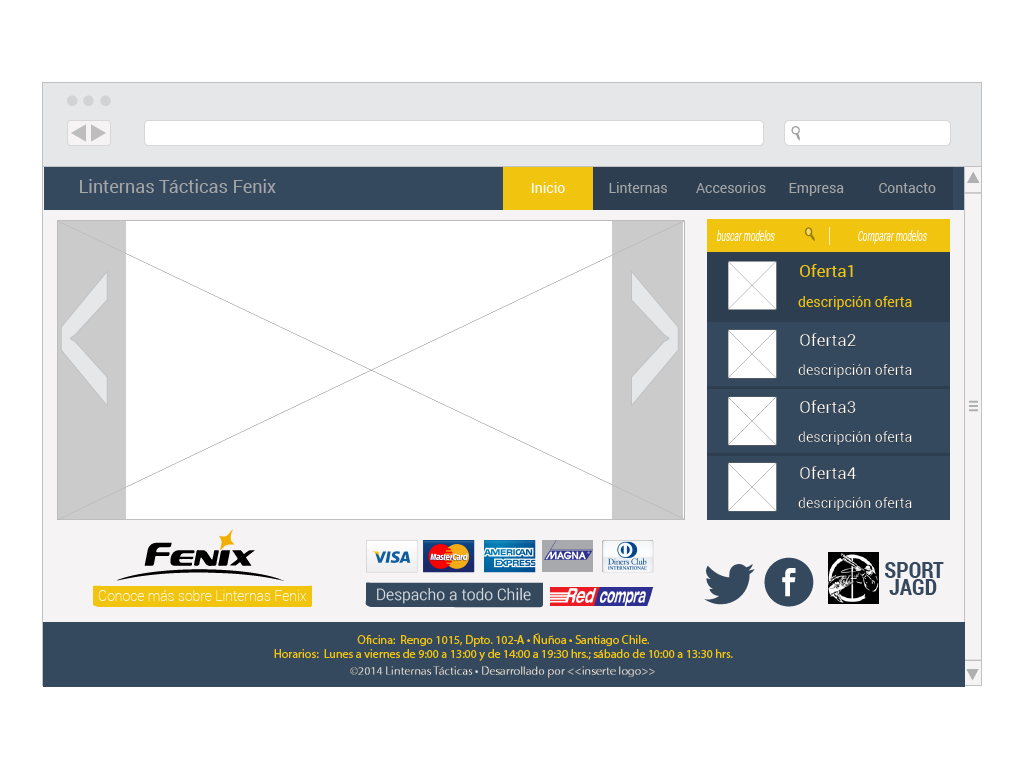 Linternas Tácticas Fenix
Inicio
Linternas
Accesorios
Empresa
Contacto
buscar modelos
Comparar modelos
Oferta1
descripción oferta
Oferta2
descripción oferta
Oferta3
descripción oferta
Oferta4
descripción oferta
FENIX
Conoce más sobre Linternas Fenix
VISA
MasterCard
AMERICAN EXPRESS
MAGNA
Diners Club
INTERNATIONAL
Despacho a todo Chile
Redcompra
f
SPORT
JAGD
Oficina: Rengo 1015, Dpto. 102-A • Ñuñoa • Santiago Chile.
Horarios: Lunes a viernes de 9:00 a 13:00 y de 14:00 a 19:30 hrs.; sábado de 10:00 a 13:30 hrs.
©2014 Linternas Tácticas • Desarrollado por <<inserte logo>>